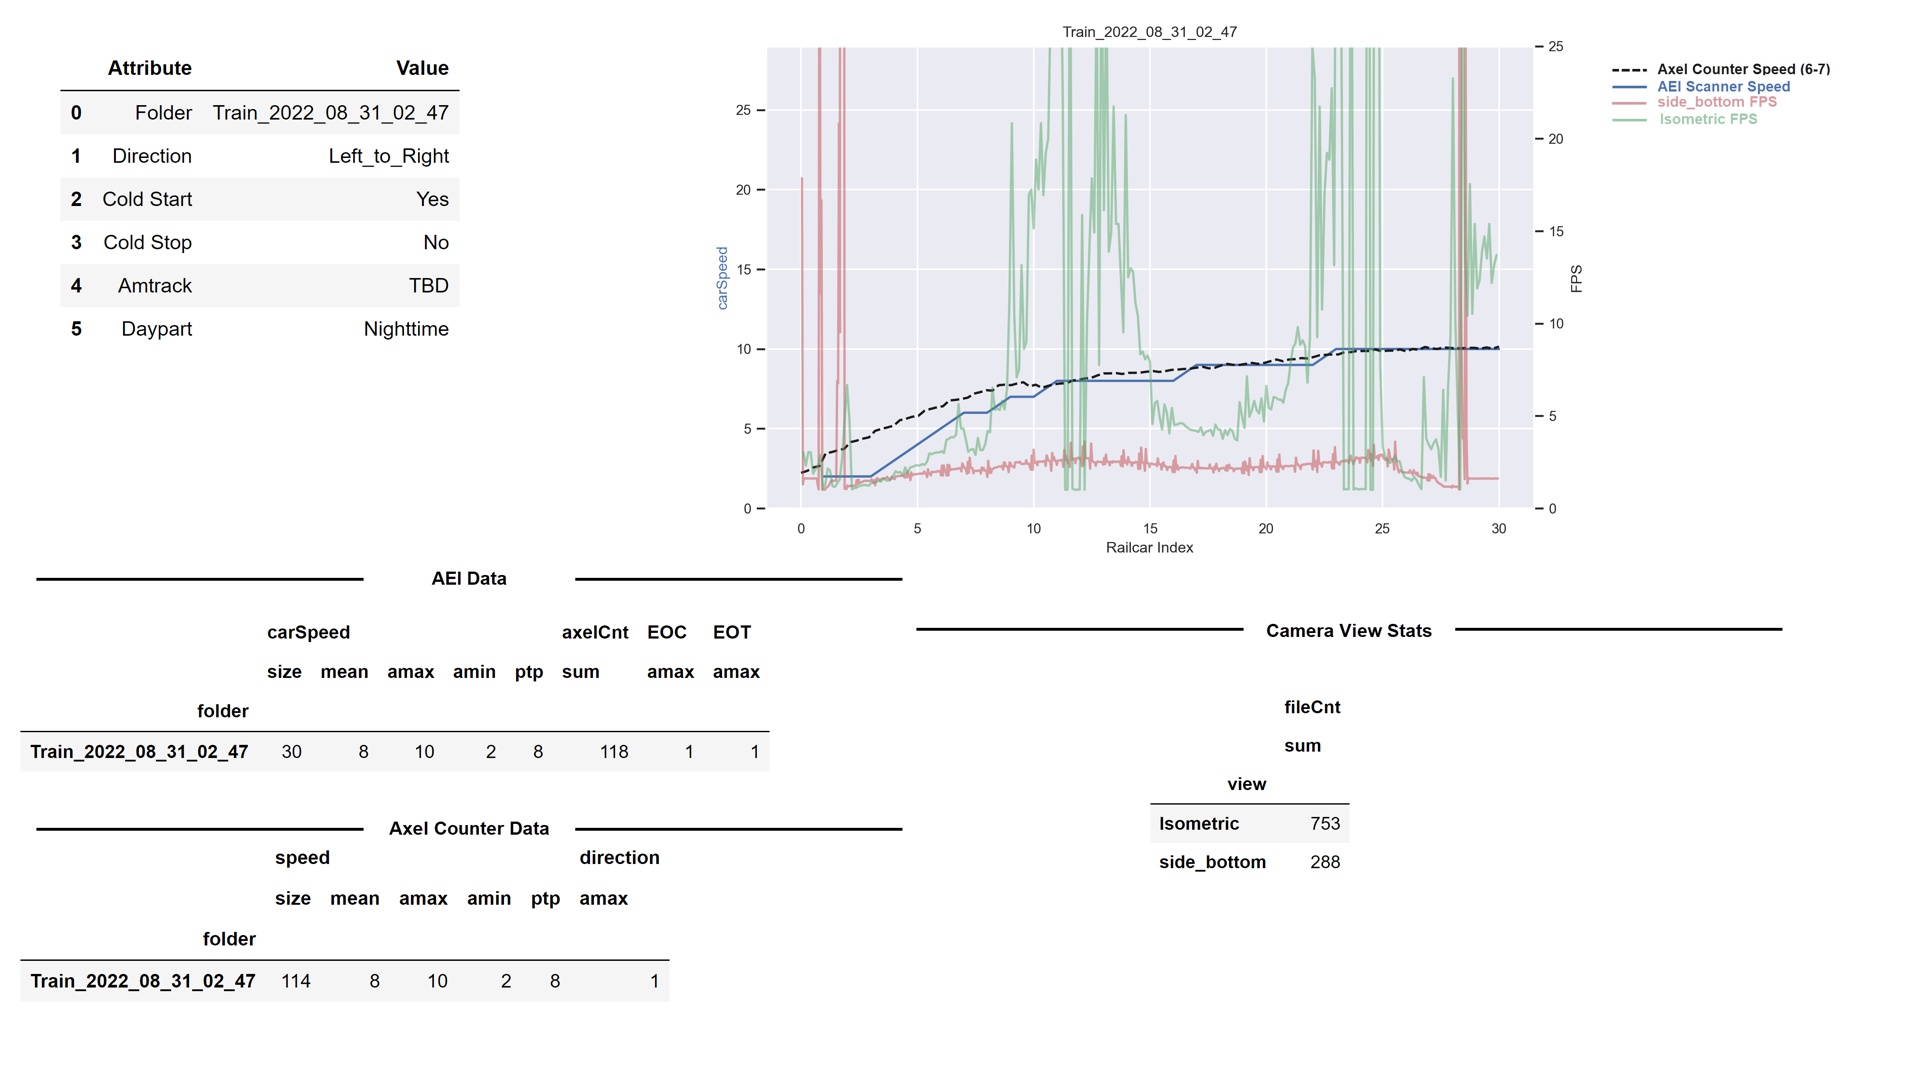 Attribute Value
0 Folder Train_2022_08_31_02_47
1 Direction Left_to_Right
2 Cold Start Yes
3 Cold Stop No
4 Amtrack TBD
5 Daypart Nighttime
Train_2022_08_31_02_47
carSpeed
25
20
15
10
5
0
25
20
15
10
5
0
FPS
0 5 10 15 20 25 30
Railcar Index
Axel Counter Speed (6-7)
AEI Scanner Speed
side_bottom FPS
Isometric FPS
AEI Data
carSpeed axelCnt EOC EOT
size mean amax amin ptp sum amax amax
folder
Train_2022_08_31_02_47 30 8 10 2 8 118 1 1
Axel Counter Data
speed direction
size mean amax amin ptp amax
folder
Train_2022_08_31_02_47 114 8 10 2 8 1
Camera View Stats
fileCnt
sum
view
Isometric 753
side_bottom 288